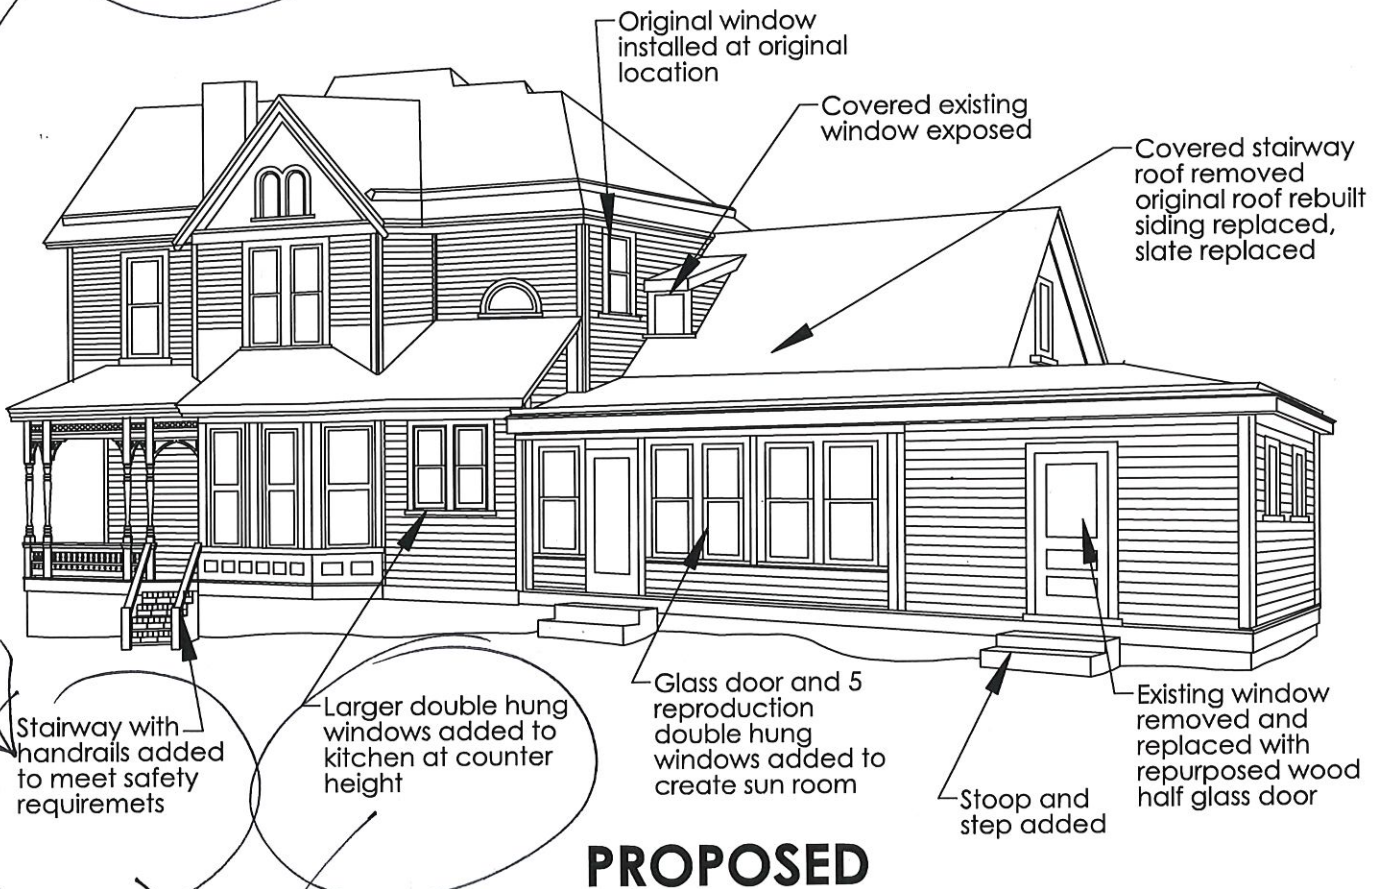 Original window
installed at original
location
Covered existing
window exposed
Covered stairway
roof removed
original roof rebuilt
siding replaced,
slate replaced
Stairway with
handrails added
to meet safety
requiremets
Larger double hung
windows added to
kitchen at counter
height
Glass door and 5
reproduction
double hung
windows added to
create sun room
Stoop and
step added
Existing window
removed and
replaced with
repurposed wood
half glass door
PROPOSED